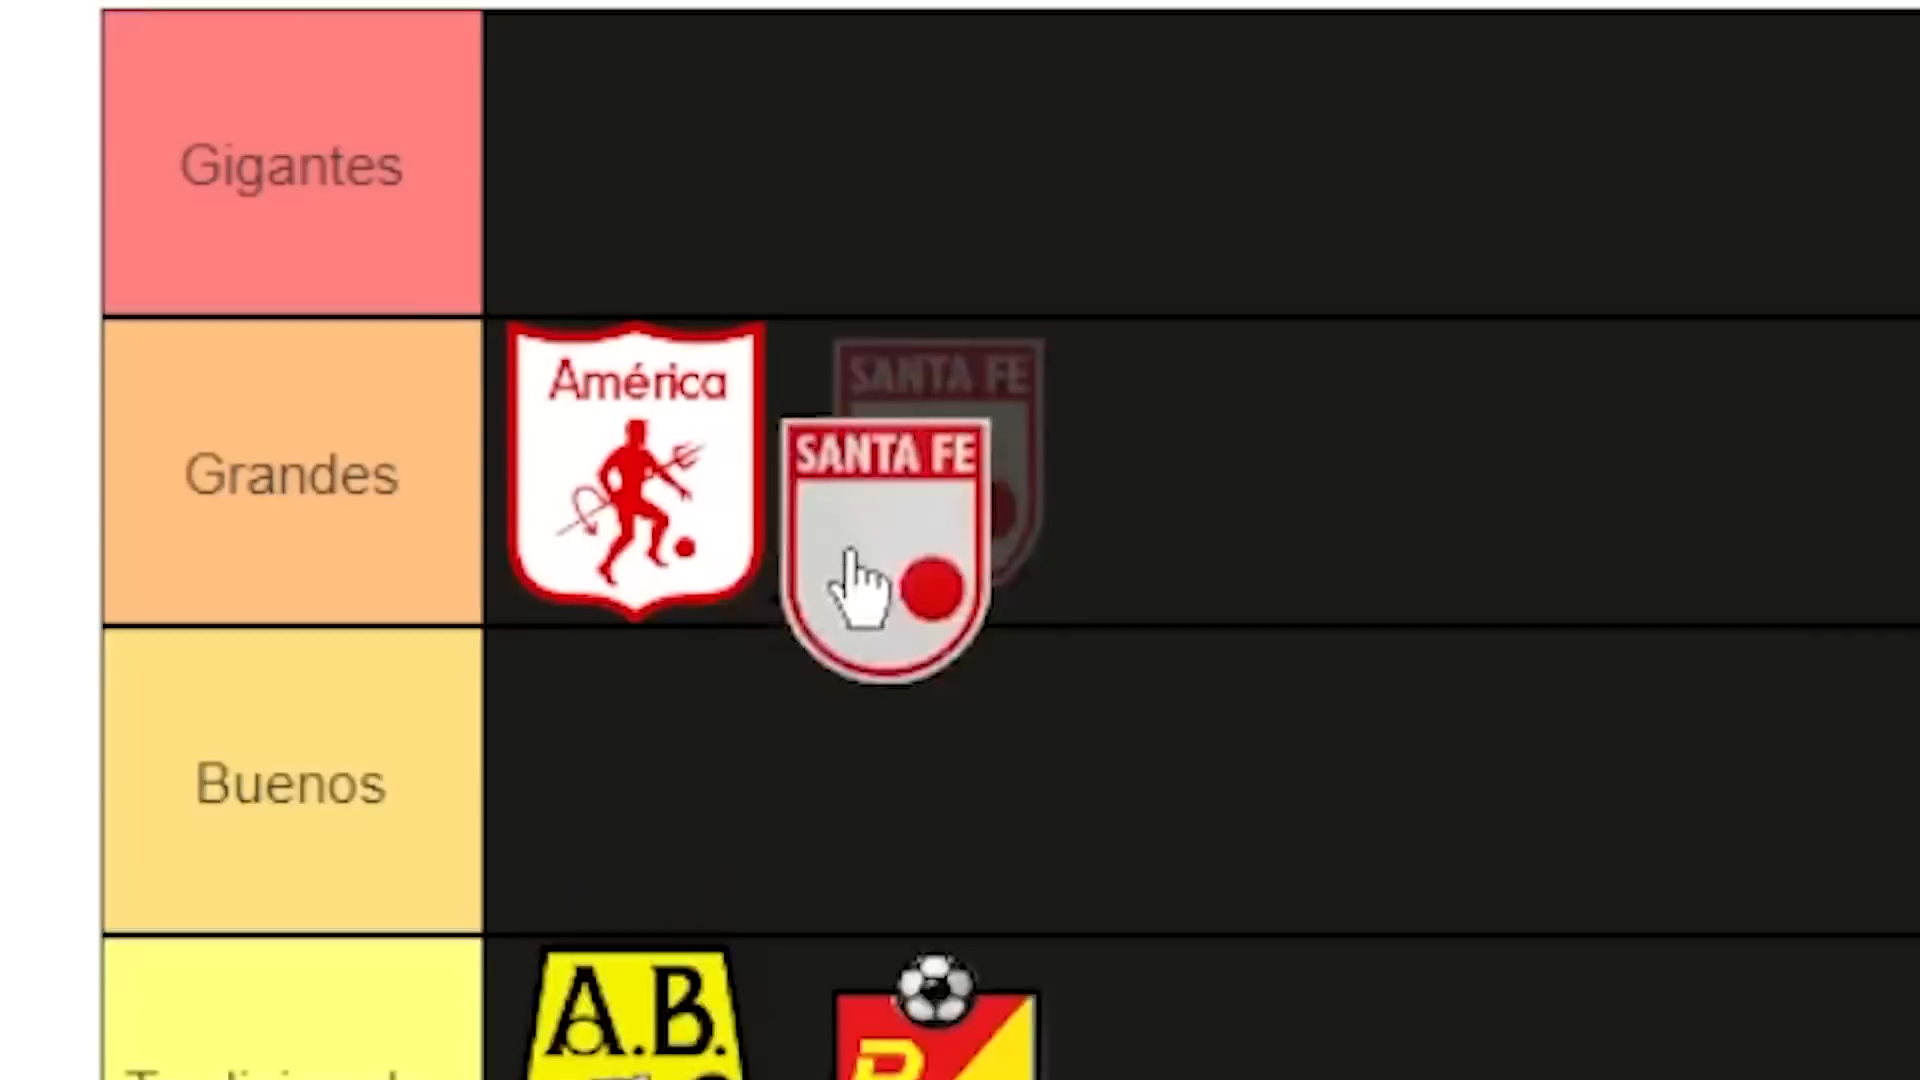 Gigantes
Grandes
América
SANTA FE
SANTA FE
Buenos
A.B.